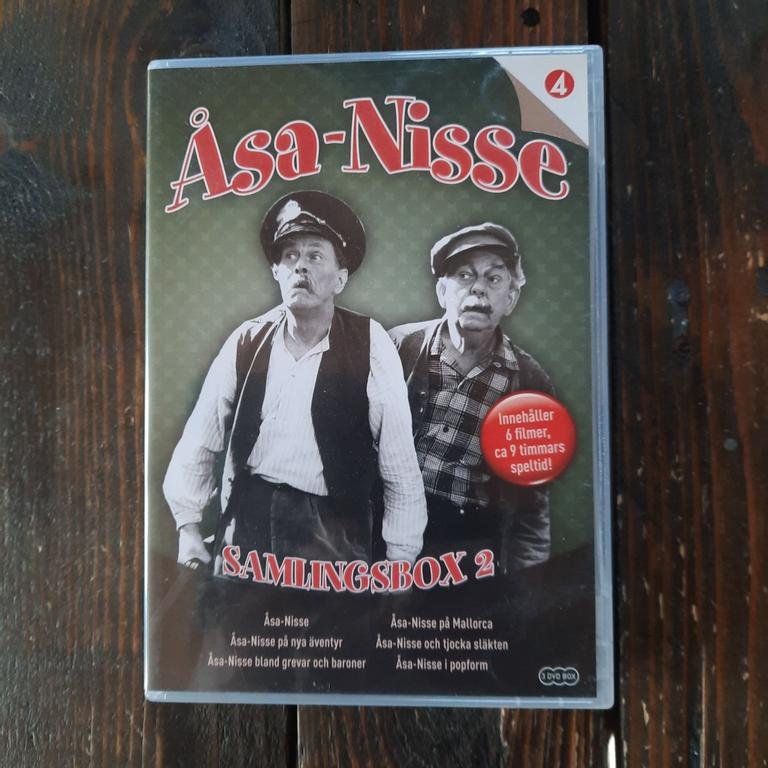 4
Åsa-Nisse
Innehåller
6 filmer,
ca 9 timmars
speltid!
SAMLINGSBOX 2
Åsa-Nisse
Åsa-Nisse på nya äventyr
Åsa-Nisse bland grevar och baroner
Åsa-Nisse på Mallorca
Åsa-Nisse och tjocka släkten
Åsa-Nisse i popform
3 DVD BOX